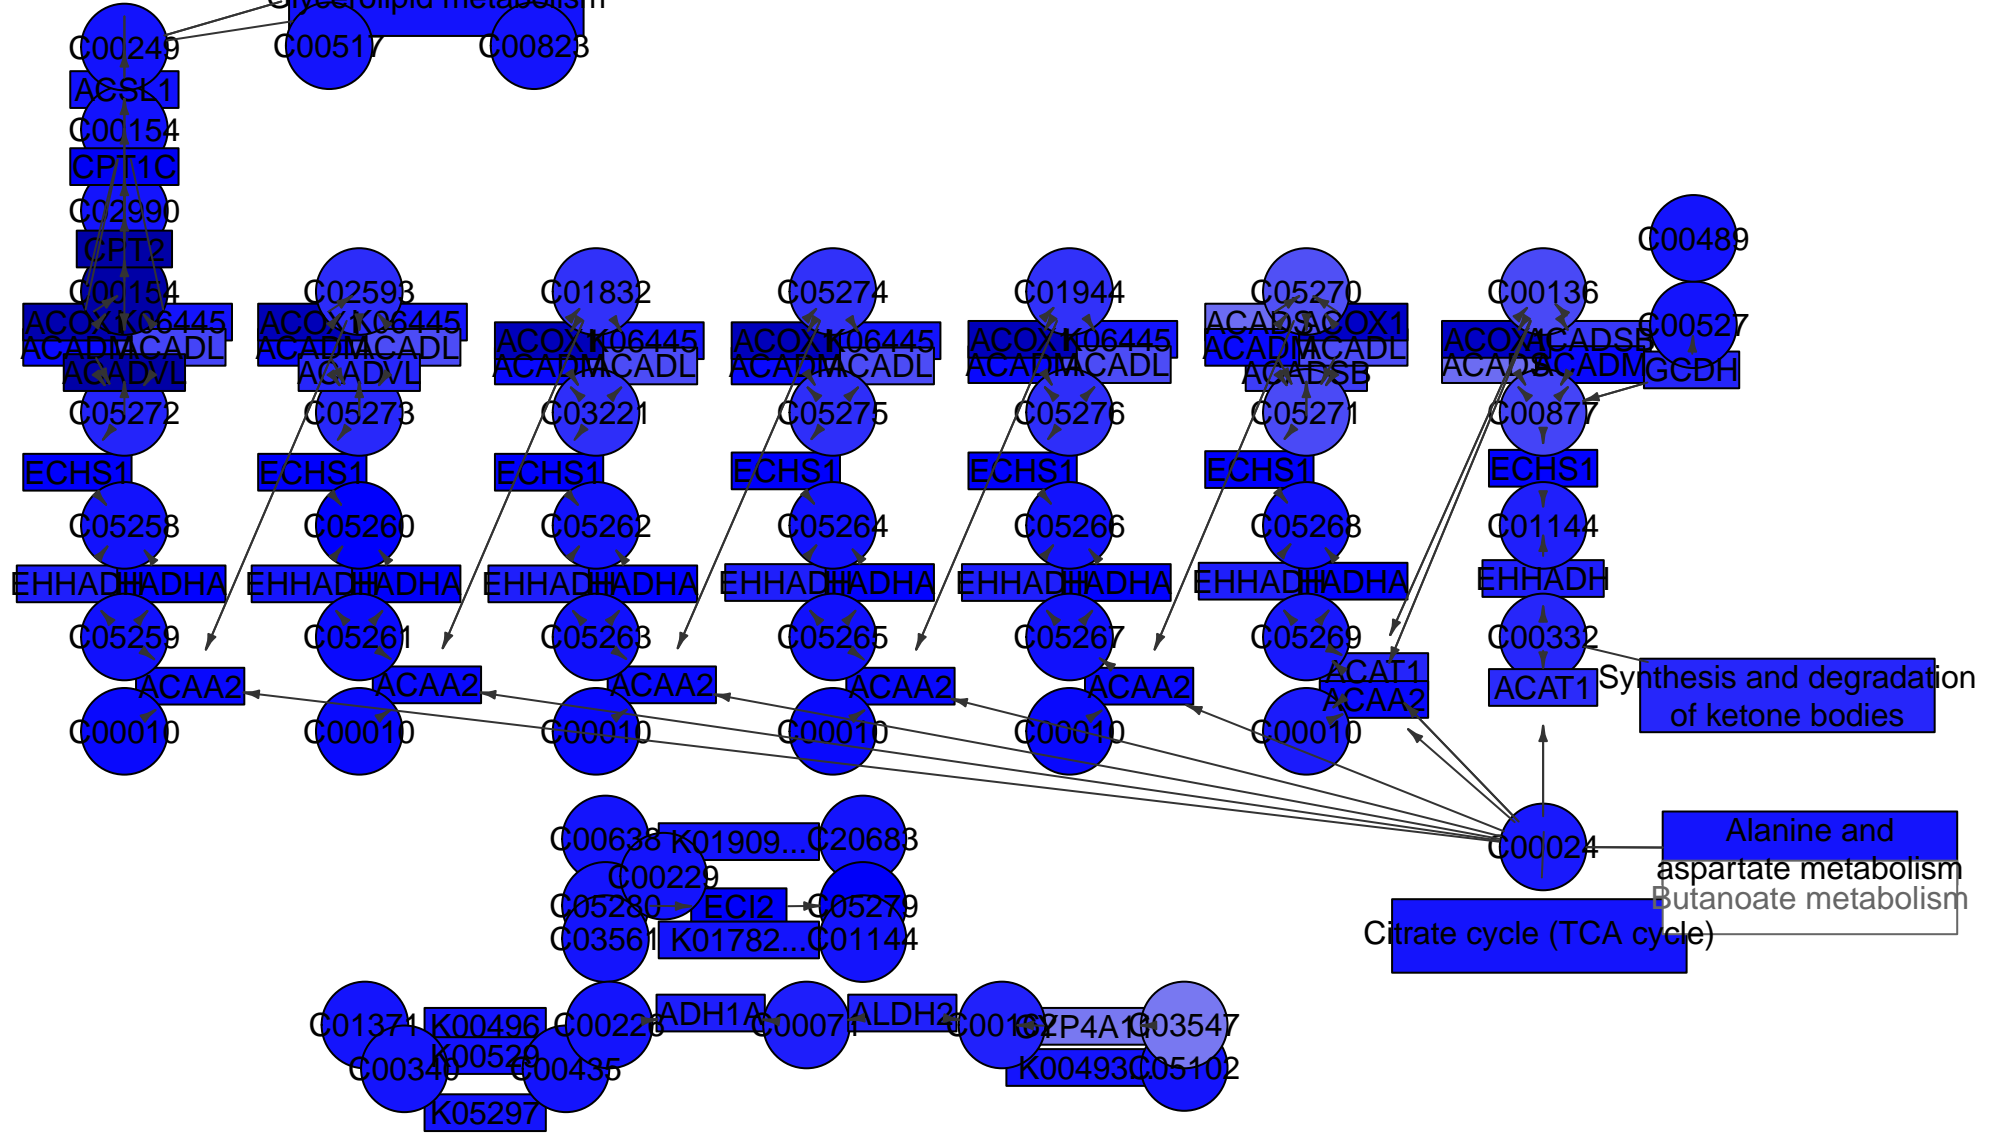 Glycerolipid metabolism
C00249
C00517
C00823
ACSL1
C00154
CPT1C
C02990
CPT2
C00489
C00154
C02593
C01832
C05274
C01944
C05270
C00136
C00527
ACOX1
K06445
ACOX1
K06445
ACOX1
K06445
ACOX1
K06445
ACOX1
K06445
ACADS
ACOX1
ACOX1
ACADSB
ACADM
ACADL
ACADM
ACADL
ACADM
ACADL
ACADM
ACADL
ACADM
ACADL
ACADM
ACADL
ACADS
ACADM
GCDH
ACADVL
ACADVL
ACADSB
C05272
C05273
C03221
C05275
C05276
C05271
C00877
ECHS1
ECHS1
ECHS1
ECHS1
ECHS1
ECHS1
ECHS1
C05258
C05260
C05262
C05264
C05266
C05268
C01144
EHHADH
HADHA
EHHADH
HADHA
EHHADH
HADHA
EHHADH
HADHA
EHHADH
HADHA
EHHADH
HADHA
EHHADH
C05259
C05261
C05263
C05265
C05267
C05269
C00332
ACAA2
ACAA2
ACAA2
ACAA2
ACAA2
ACAT1
ACAA2
ACAT1
Synthesis and degradation
of ketone bodies
C00010
C00010
C00010
C00010
C00010
C00010
C00638
K01909...
C20683
C00229
C00024
Alanine and
aspartate metabolism
Butanoate metabolism
C05280
ECI2
C05279
C03561
K01782...
C01144
Citrate cycle (TCA cycle)
C01371
K00496
C00226
ADH1A
C00071
ALDH2
C00162
CYP4A11
C03547
K00529
C00340
C00435
K00493...
C05102
K05297